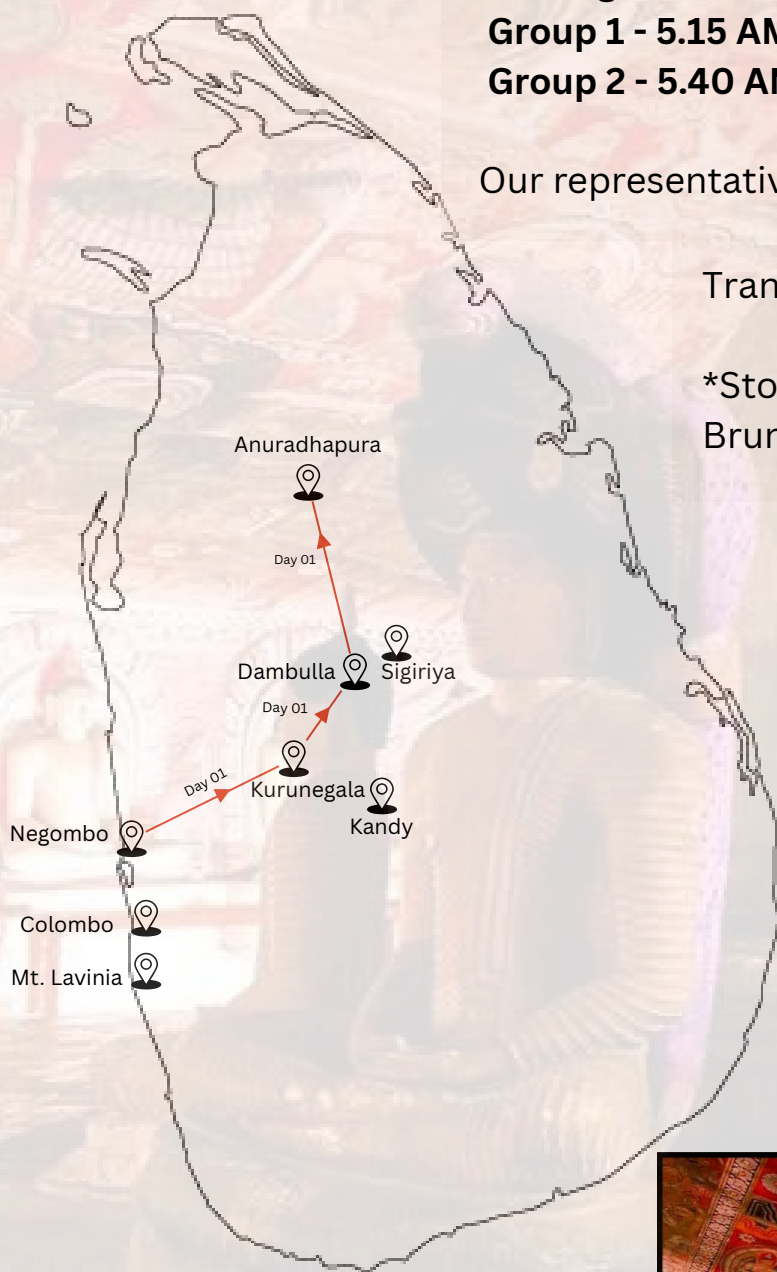 Group 1 - 5.15 AM
Group 2 - 5.40 AM
Our representativ
Tran
*Sto
Brun
Anuradhapura
Day 01
Dambulla
Sigiriya
Day 01
Day 01
Kurunegala
Kandy
Negombo
Colombo
Mt. Lavinia